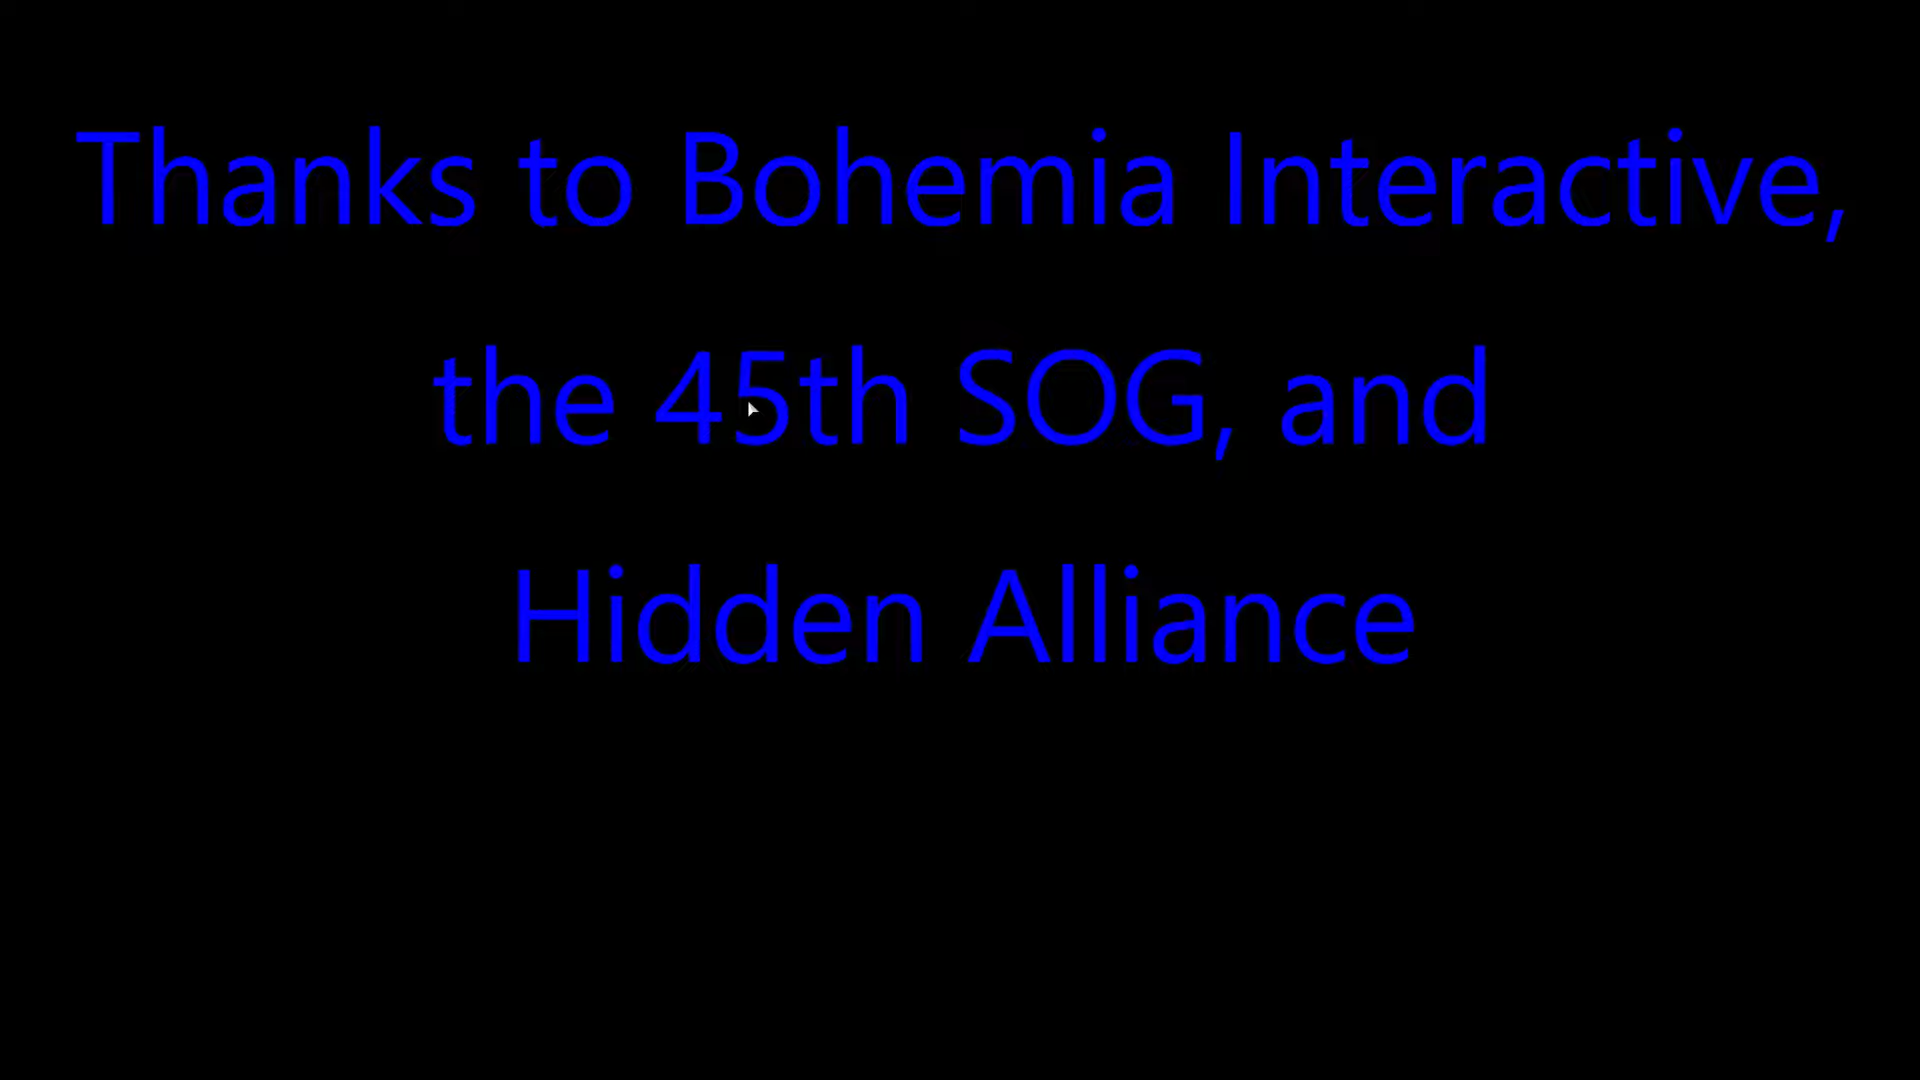 Thanks to Bohemia Interactive,
the 45th SOG, and
Hidden Alliance